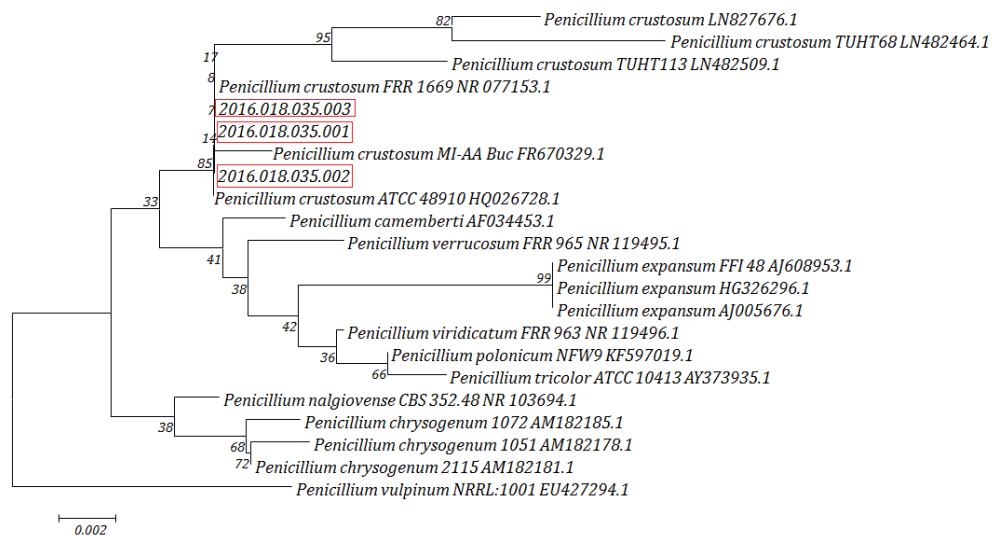 82
Penicillium crustosum LN827676.1
95
Penicillium crustosum TUHT68 LN482464.1
17
Penicillium crustosum TUHT113 LN482509.1
8
Penicillium crustosum FRR 1669 NR 077153.1
7
2016.018.035.003
14
2016.018.035.001
85
Penicillium crustosum MI-AA Buc FR670329.1
2016.018.035.002
33
Penicillium crustosum ATCC 48910 HQ026728.1
Penicillium camemberti AF034453.1
41
Penicillium verrucosum FRR 965 NR 119495.1
38
99
Penicillium expansum FFI 48 AJ608953.1
Penicillium expansum HG326296.1
Penicillium expansum AJ005676.1
42
Penicillium viridicatum FRR 963 NR 119496.1
36
Penicillium polonicum NFW9 KF597019.1
66
Penicillium tricolor ATCC 10413 AY373935.1
Penicillium nalgiovense CBS 352.48 NR 103694.1
38
Penicillium chrysogenum 1072 AM182185.1
68
Penicillium chrysogenum 1051 AM182178.1
72
Penicillium chrysogenum 2115 AM182181.1
Penicillium vulpinum NRRL:1001 EU427294.1
0.002